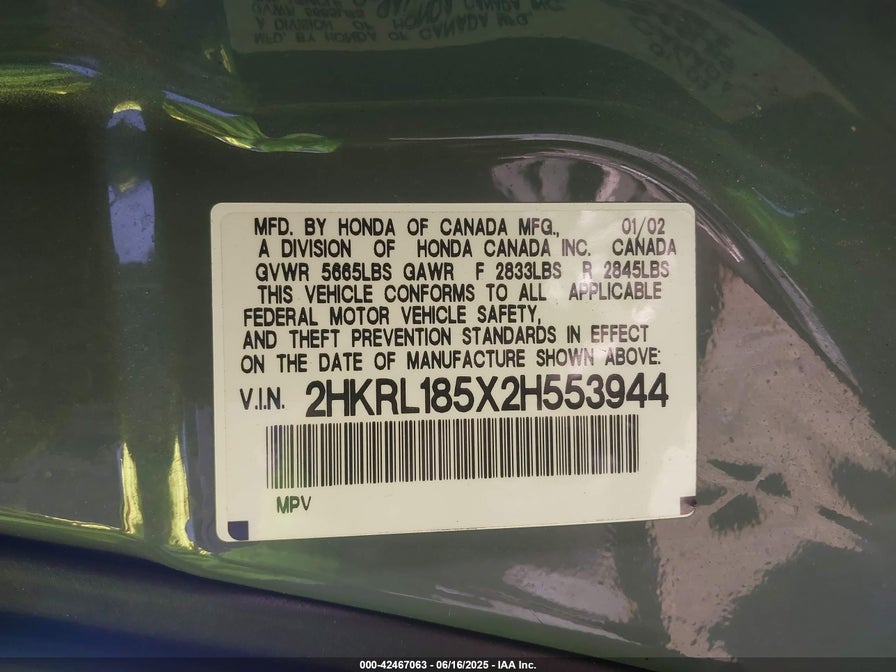 MFD. BY HONDA OF CANADA MFG., 01/02
A DIVISION OF HONDA CANADA INC. CANADA
GVWR 5665LBS GAWR F 2833LBS R 2845LBS
THIS VEHICLE CONFORMS TO ALL APPLICABLE
FEDERAL MOTOR VEHICLE SAFETY,
AND THEFT PREVENTION STANDARDS IN EFFECT
ON THE DATE OF MANUFACTURE SHOWN ABOVE:
V.I.N. 2HKRL185X2H553944
MPV
000-42467063 - 06/16/2025 - IAA Inc.